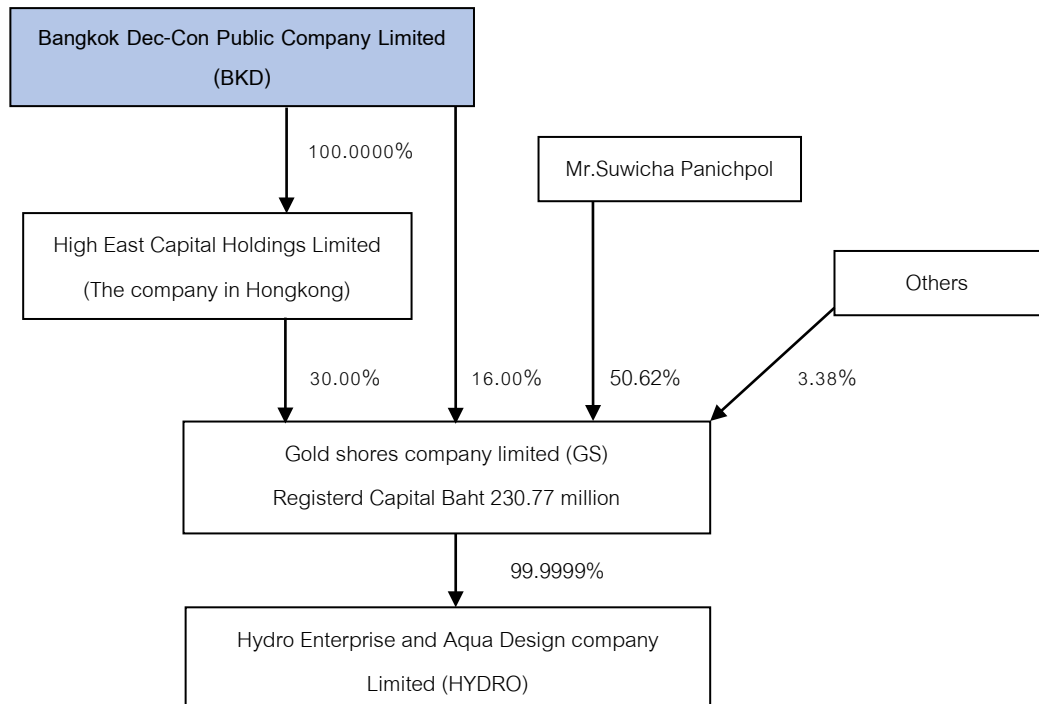 Bangkok Dec-Con Public Company Limited
(BKD)
100.0000%
Mr.Suwicha Panichpol
High East Capital Holdings Limited
(The company in Hongkong)
Others
30.00%
16.00%
50.62%
3.38%
Gold shores company limited (GS)
Registerd Capital Baht 230.77 million
99.9999%
Hydro Enterprise and Aqua Design company
Limited (HYDRO)